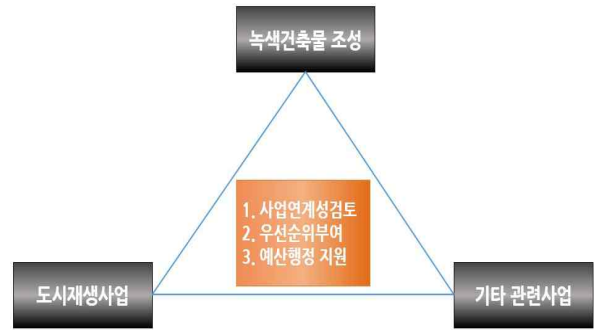 녹색건축물 조성
1. 사업연계성검토
2. 우선순위부여
3. 예산행정 지원
도시재생사업
기타 관련사업